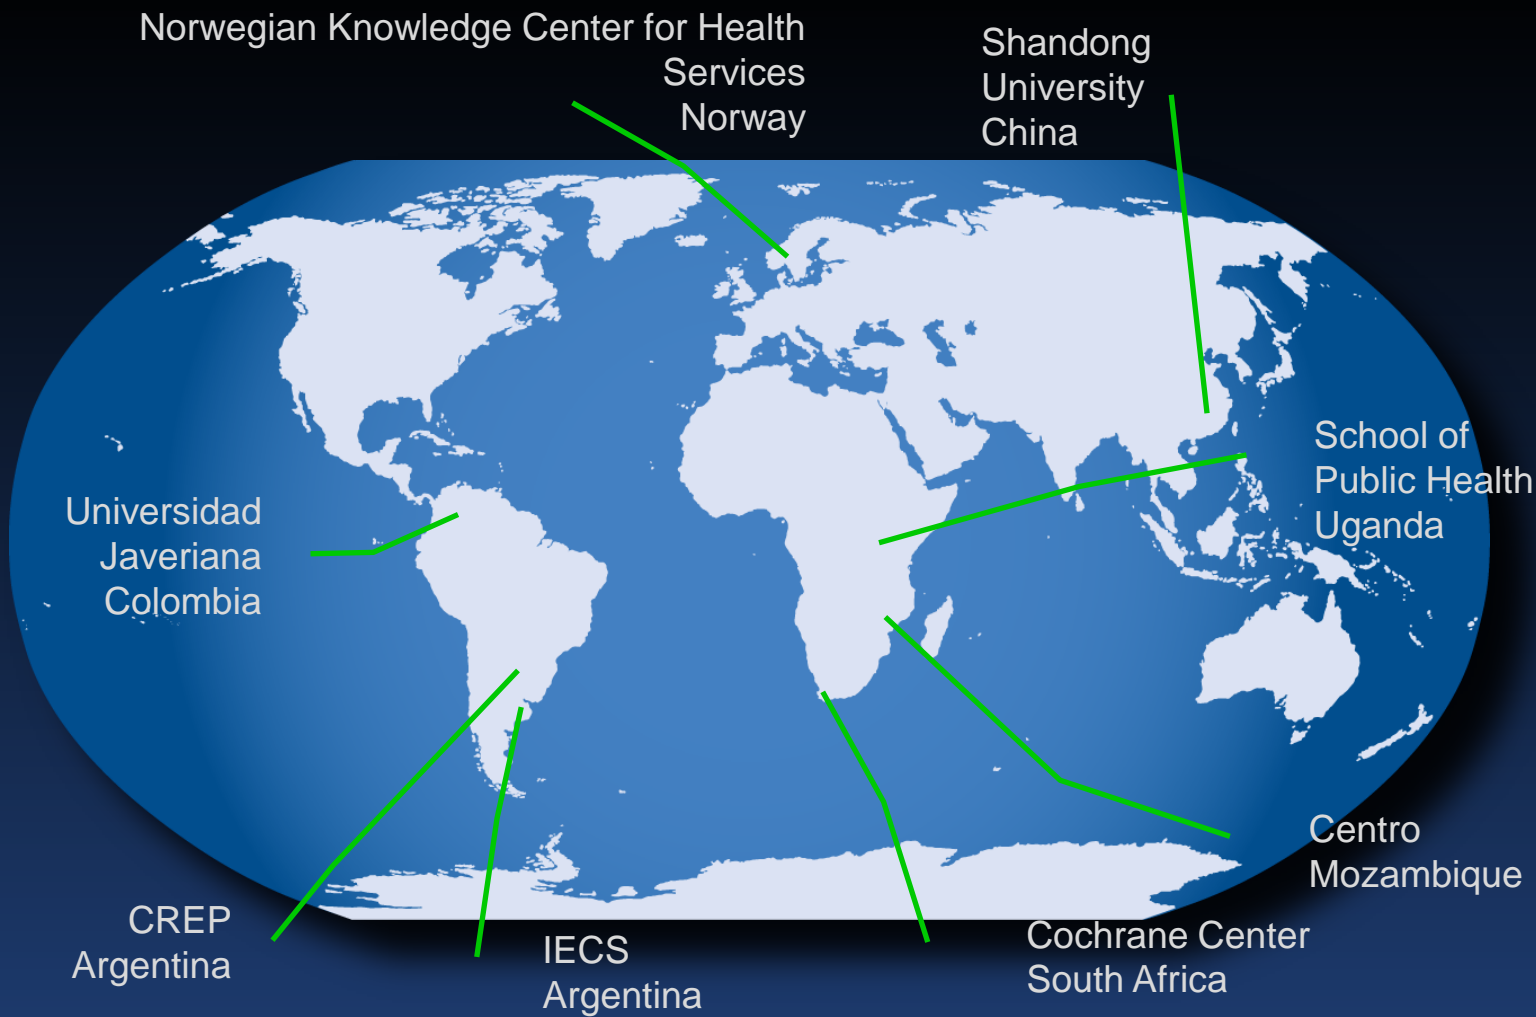 Norwegian Knowledge Center for Health
Services
Norway
Shandong
University
China
School of
Public Health
Uganda
Universidad
Javeriana
Colombia
Centro
Mozambique
CREP
Argentina
IECS
Argentina
Cochrane Center
South Africa